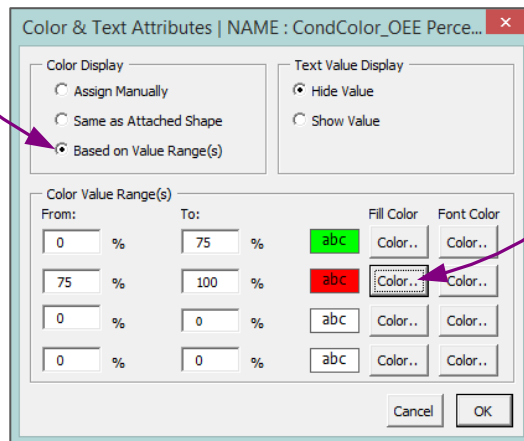 Color & Text Attributes | NAME : CondColor_OEE Perce... ×
Color Display
Assign Manually
Same as Attached Shape
Based on Value Range(s)
Text Value Display
Hide Value
Show Value
Color Value Range(s)
From: To: Fill Color Font Color
0 % 75 % abc Color.. Color..
75 % 100 % abc Color.. Color..
0 % 0 % abc Color.. Color..
0 % 0 % abc Color.. Color..
Cancel OK